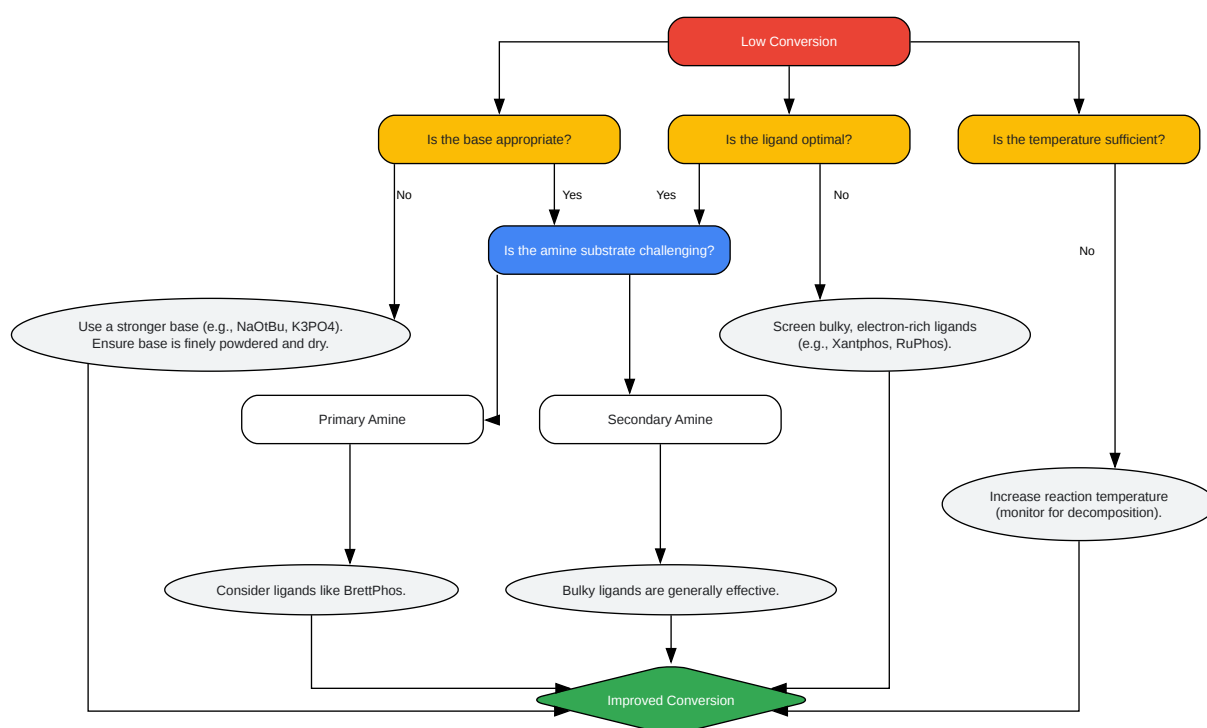 Low Conversion
Is the base appropriate?
Is the ligand optimal?
Is the temperature sufficient?
No
Yes
Yes
No
Is the amine substrate challenging?
No
Use a stronger base (e.g., NaOtBu, K3PO4).
Ensure base is finely powdered and dry.
Screen bulky, electron-rich ligands
(e.g., Xantphos, RuPhos).
Primary Amine
Secondary Amine
Increase reaction temperature
(monitor for decomposition).
Consider ligands like BrettPhos.
Bulky ligands are generally effective.
Improved Conversion